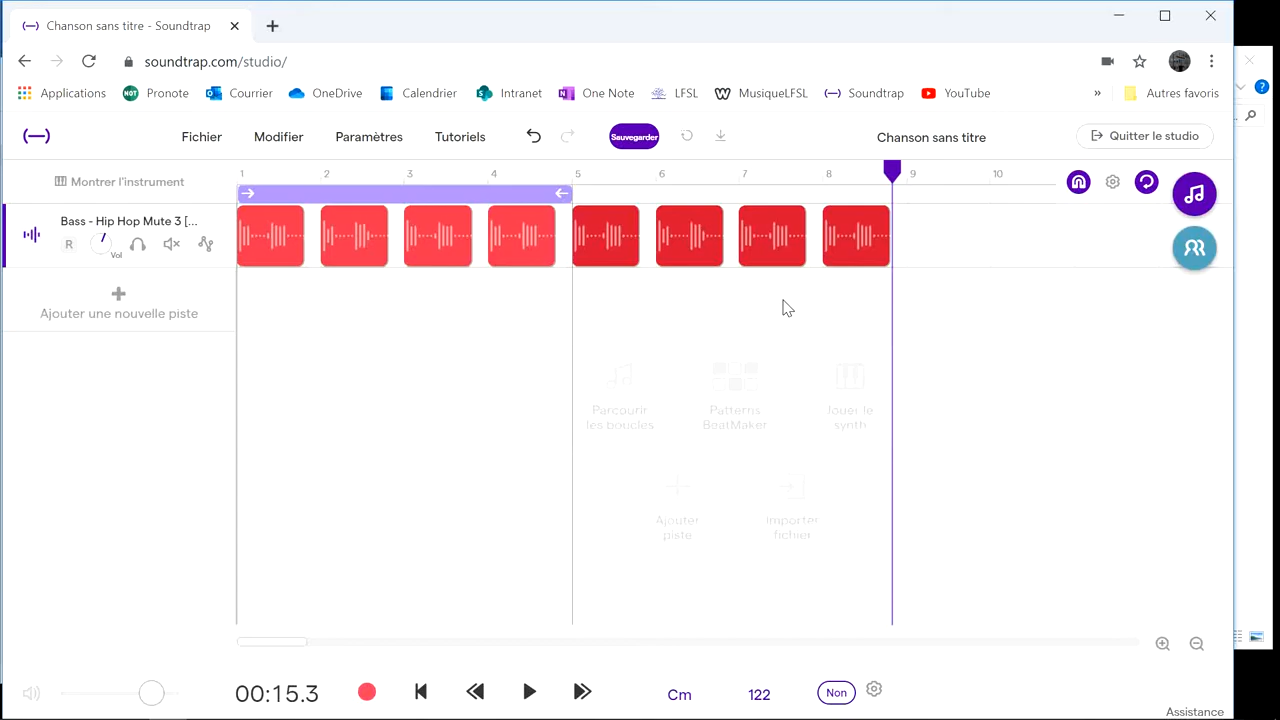 Chanson sans titre - Soundtrap
soundtrap.com/studio/
Applications Pronote Courrier OneDrive Calendrier Intranet One Note LFSL MusiqueLFSL Soundtrap YouTube » Autres favoris
Fichier Modifier Paramètres Tutoriels Sauvegarder Chanson sans titre Quitter le studio
Montrer l'instrument 1 2 3 4 5 6 7 8 9 10
Bass - Hip Hop Mute 3 [...
R Vol
Ajouter une nouvelle piste
Parcourir
les boucles
Patterns
BeatMaker
Jouer le
synth
Ajouter
piste
Importer
fichier
00:15.3 Cm 122 Non
Assistance